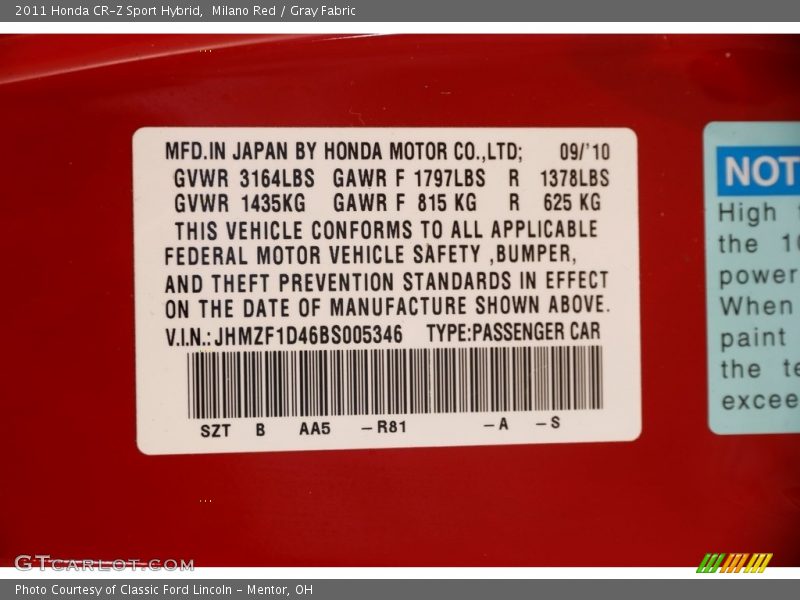 2011 Honda CR-Z Sport Hybrid,  Milano Red / Gray Fabric
MFD.IN JAPAN BY HONDA MOTOR CO.,LTD; 09/'10
GVWR 3164LBS GAWR F 1797LBS R 1378LBS
GVWR 1435KG GAWR F 815 KG R 625 KG
THIS VEHICLE CONFORMS TO ALL APPLICABLE
FEDERAL MOTOR VEHICLE SAFETY ,BUMPER,
AND THEFT PREVENTION STANDARDS IN EFFECT
ON THE DATE OF MANUFACTURE SHOWN ABOVE.
V.I.N.: JHMZF1D46BS005346 TYPE:PASSENGER CAR
SZT B AA5 –R81 –A –S
NOT
High
the 10
power
When
paint
the te
excee
GTcarlot.com
Photo Courtesy of Classic Ford Lincoln – Mentor, OH